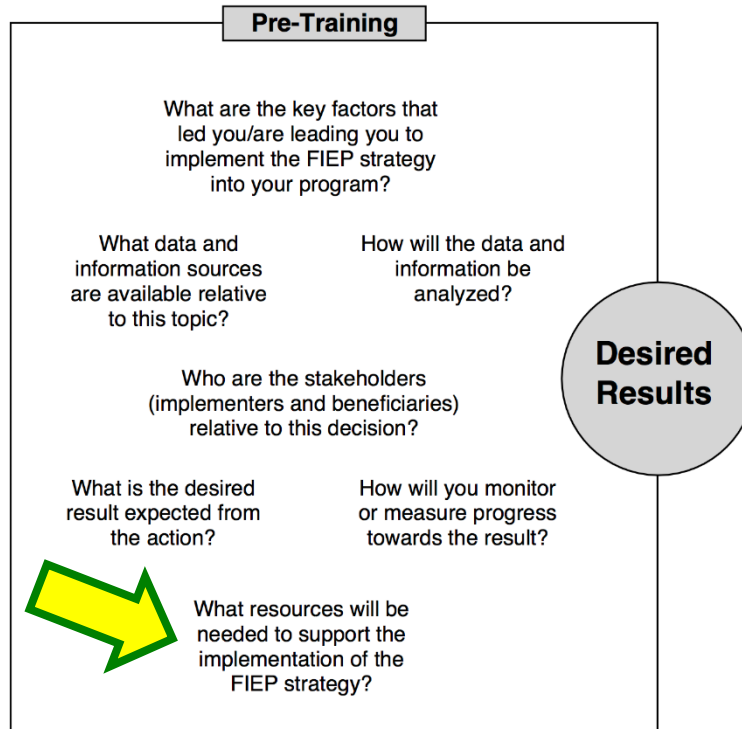 Pre-Training
What are the key factors that
led you/are leading you to
implement the FIEP strategy
into your program?
What data and
information sources
are available relative
to this topic?
How will the data and
information be
analyzed?
Desired
Results
Who are the stakeholders
(implementers and beneficiaries)
relative to this decision?
What is the desired
result expected from
the action?
How will you monitor
or measure progress
towards the result?
What resources will be
needed to support the
implementation of the
FIEP strategy?